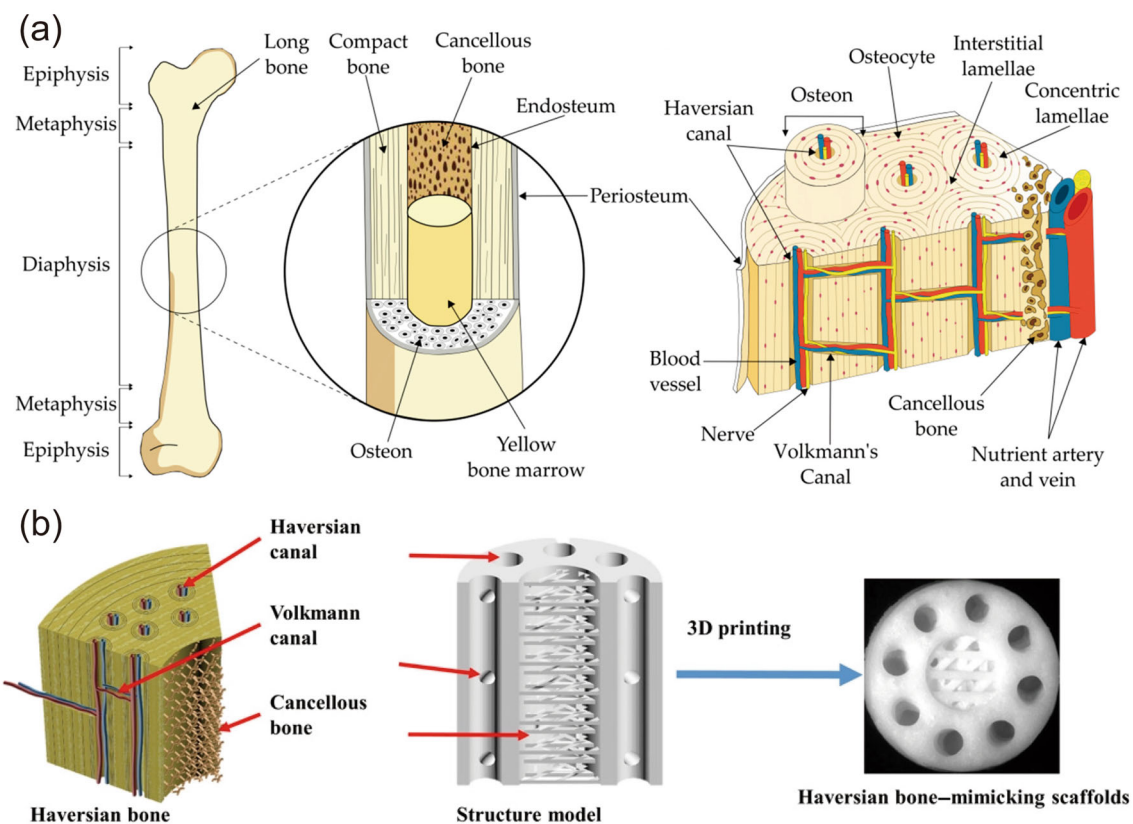 (a)
Epiphysis
Metaphysis
Diaphysis
Metaphysis
Epiphysis
Long
bone
Compact
bone
Cancellous
bone
Endosteum
Periosteum
Osteon
Yellow
bone marrow
Haversian
canal
Osteon
Osteocyte
Interstitial
lamellae
Concentric
lamellae
Blood
vessel
Nerve
Volkmann's
Canal
Cancellous
bone
Nutrient artery
and vein
(b)
Haversian
canal
Volkmann
canal
Cancellous
bone
Haversian bone
Structure model
3D printing
Haversian bone–mimicking scaffolds